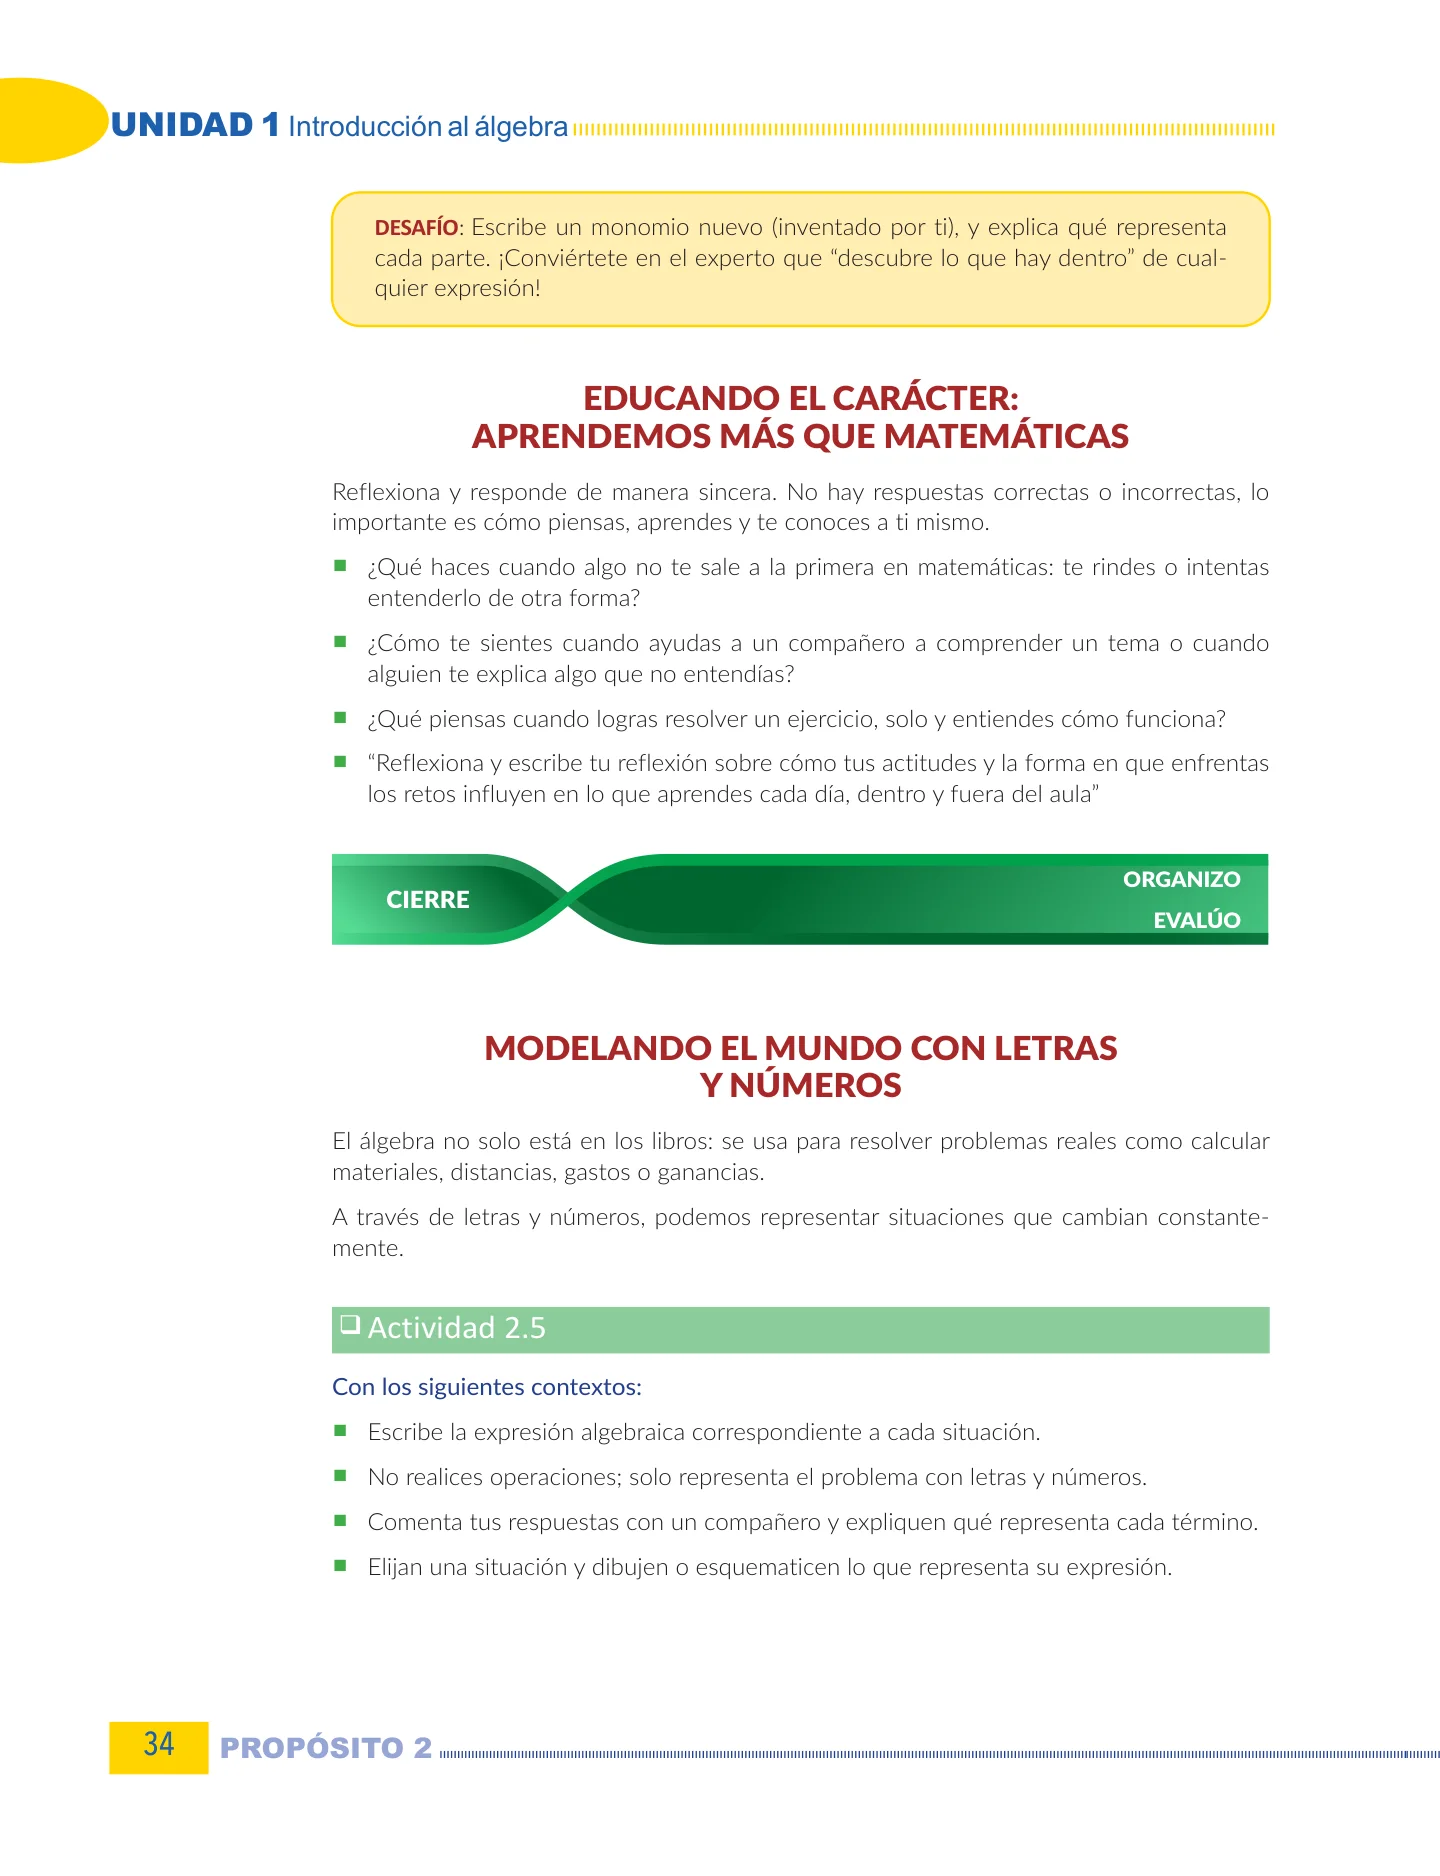 UNIDAD 1 Introducción al álgebra
DESAFÍO: Escribe un monomio nuevo (inventado por ti), y explica qué representa
cada parte. ¡Conviértete en el experto que “descubre lo que hay dentro” de cual-
quier expresión!
EDUCANDO EL CARÁCTER:
APRENDEMOS MÁS QUE MATEMÁTICAS
Reflexiona y responde de manera sincera. No hay respuestas correctas o incorrectas, lo
importante es cómo piensas, aprendes y te conoces a ti mismo.
¿Qué haces cuando algo no te sale a la primera en matemáticas: te rindes o intentas
entenderlo de otra forma?
¿Cómo te sientes cuando ayudas a un compañero a comprender un tema o cuando
alguien te explica algo que no entendías?
¿Qué piensas cuando logras resolver un ejercicio, solo y entiendes cómo funciona?
“Reflexiona y escribe tu reflexión sobre cómo tus actitudes y la forma en que enfrentas
los retos influyen en lo que aprendes cada día, dentro y fuera del aula”
CIERRE
ORGANIZO
EVALÚO
MODELANDO EL MUNDO CON LETRAS
Y NÚMEROS
El álgebra no solo está en los libros: se usa para resolver problemas reales como calcular
materiales, distancias, gastos o ganancias.
A través de letras y números, podemos representar situaciones que cambian constante-
mente.
Actividad 2.5
Con los siguientes contextos:
Escribe la expresión algebraica correspondiente a cada situación.
No realices operaciones; solo representa el problema con letras y números.
Comenta tus respuestas con un compañero y expliquen qué representa cada término.
Elijan una situación y dibujen o esquematicen lo que representa su expresión.
34 PROPÓSITO 2